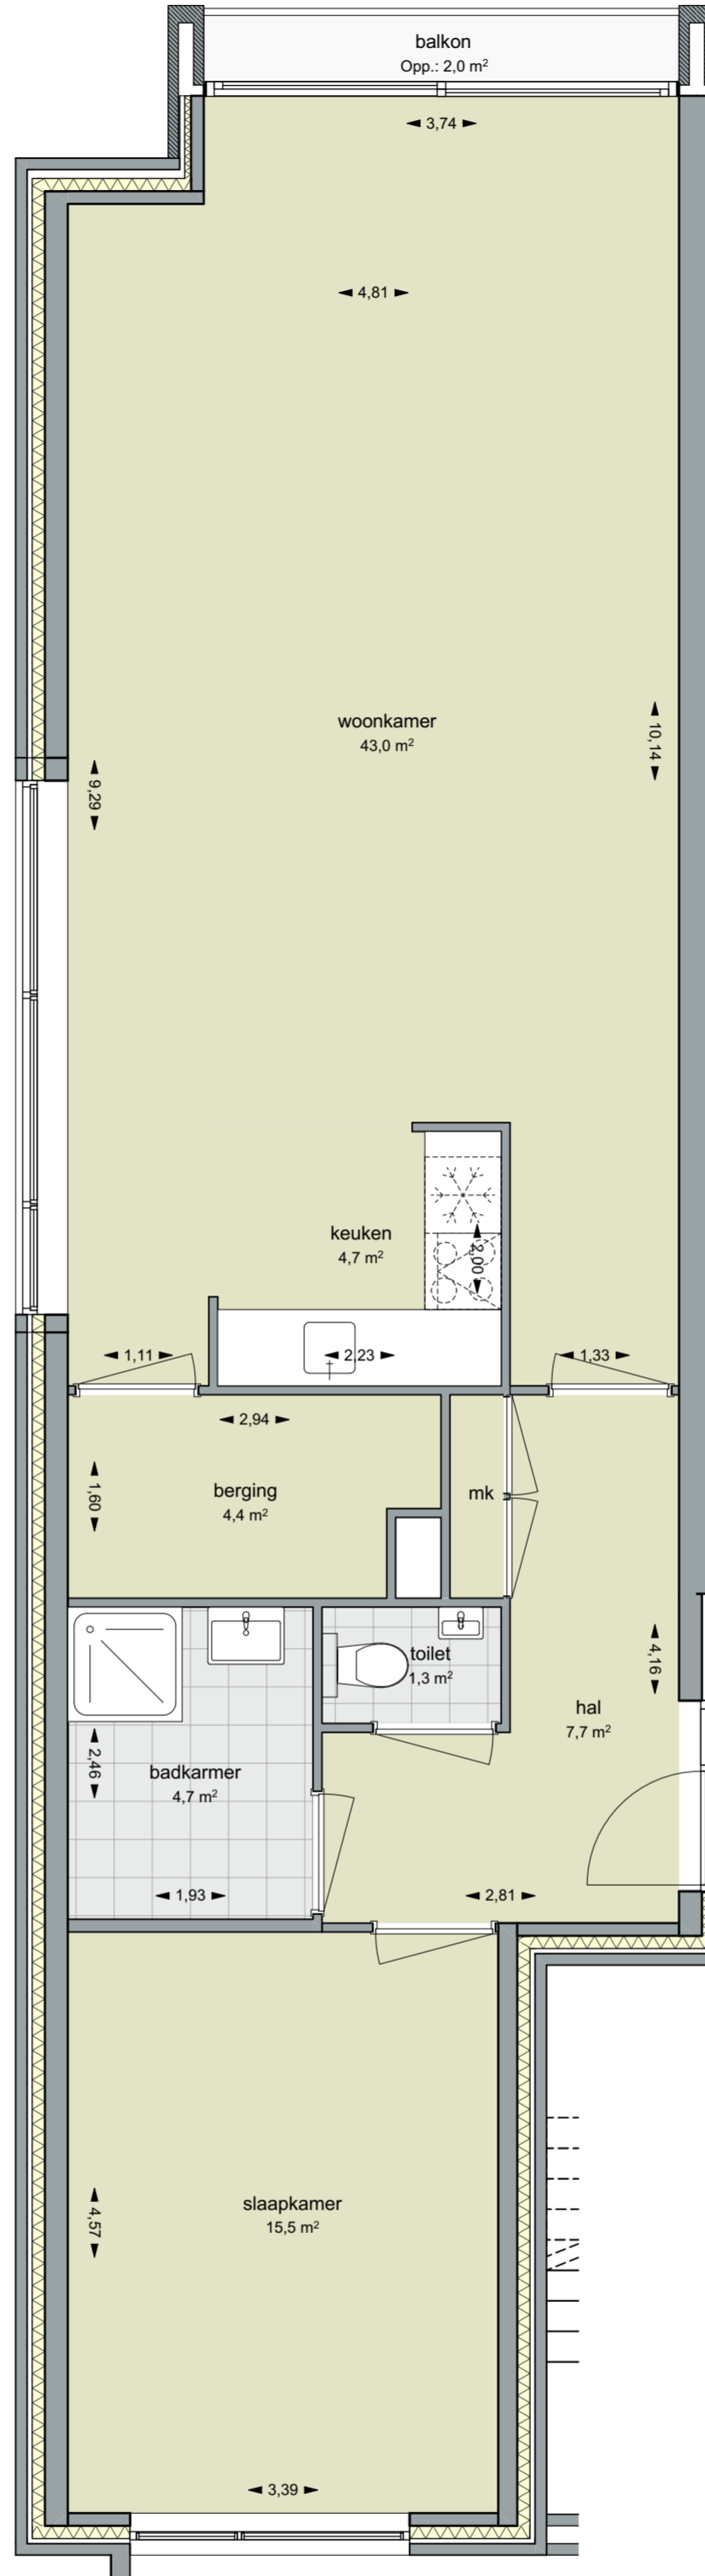 balkon
Opp.: 2,0 m²
3,74
4,81
woonkamer
43,0 m²
10,14
9,29
keuken
4,7 m²
2,00
1,11
2,23
1,33
2,94
berging
4,4 m²
1,60
mk
toilet
1,3 m²
4,16
hal
7,7 m²
2,46
badkarmer
4,7 m²
1,93
2,81
slaapkamer
15,5 m²
4,57
3,39